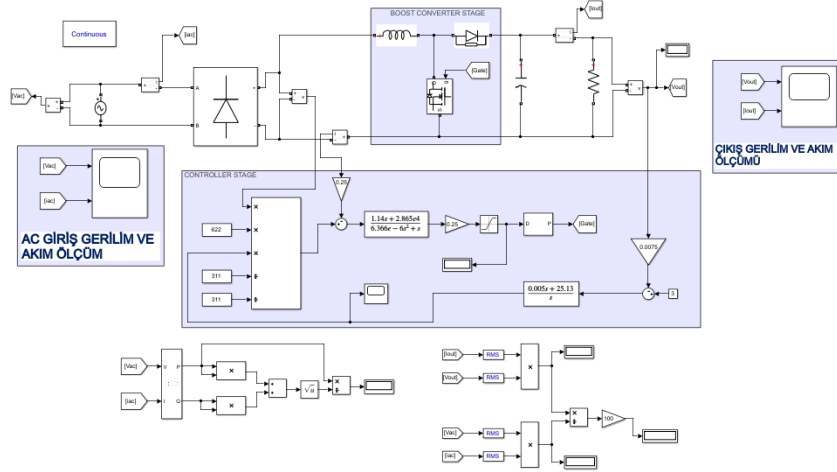 BOOST CONVERTER STAGE
[Iout]
Continuous
[iac]
[Gate]
[Vac]
A
B
[Vout]
[Vout]
[Iout]
ÇIKIŞ GERİLİM VE AKIM
ÖLÇÜMÜ
[Vac]
[iac]
AC GİRİŞ GERİLİM VE
AKIM ÖLÇÜM
CONTROLLER STAGE
0.25
622
311
311
1.14s + 2.865e4
6.366e − 6s² + s
0.25
D P
[Gate]
0.0075
0.005s + 25.13
s
3
[Vac]
[iac]
V P
I Q
√u
[Iout]
RMS
[Vout]
RMS
[Vac]
RMS
[iac]
RMS
100